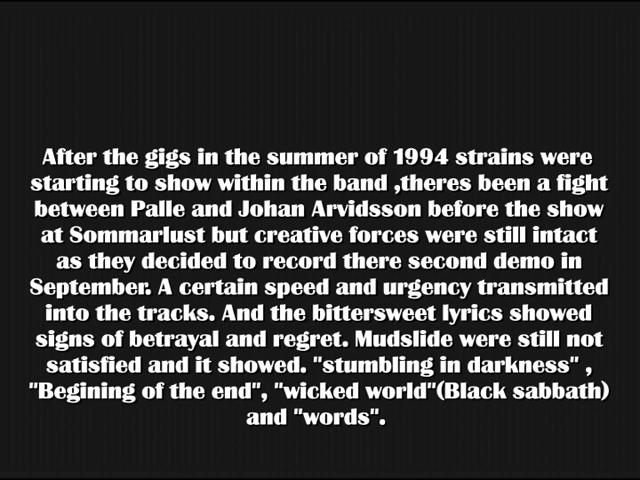 After the gigs in the summer of 1994 strains were
starting to show within the band ,theres been a fight
between Palle and Johan Arvidsson before the show
at Sommarlust but creative forces were still intact
as they decided to record there second demo in
September. A certain speed and urgency transmitted
into the tracks. And the bittersweet lyrics showed
signs of betrayal and regret. Mudslide were still not
satisfied and it showed. "stumbling in darkness" ,
"Begining of the end", "wicked world"(Black sabbath)
and "words".